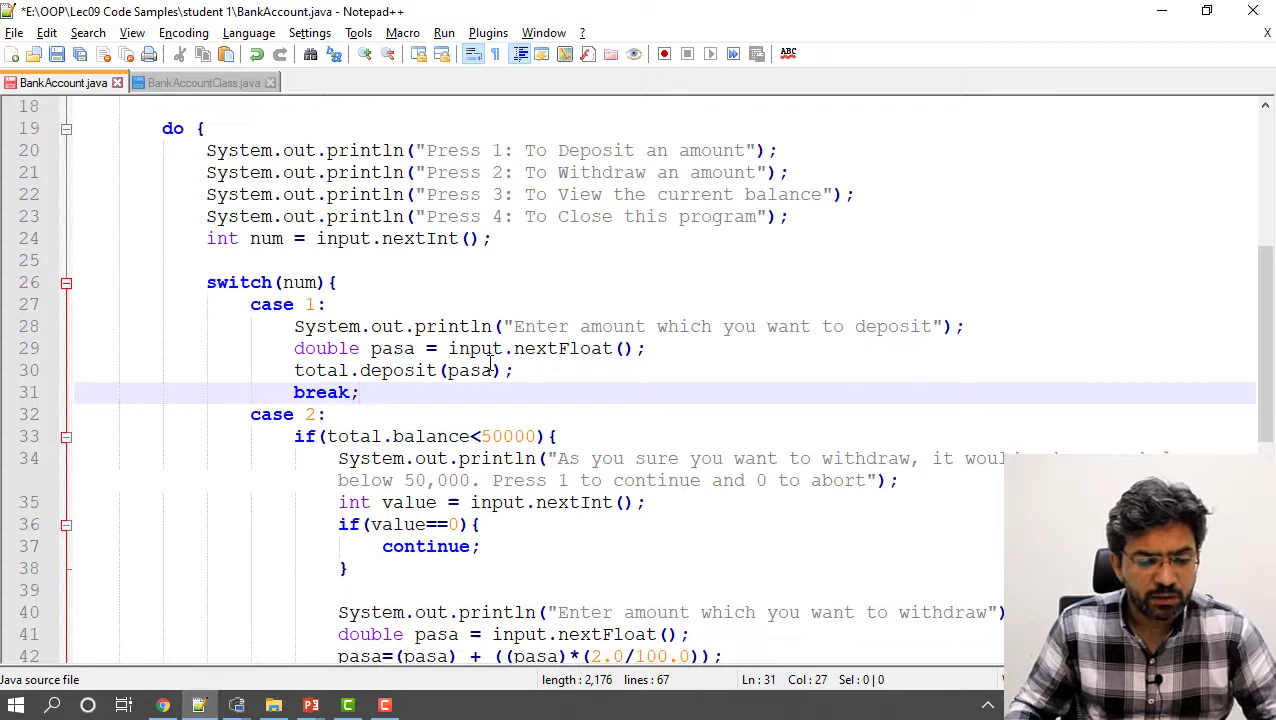 *E:\OOP\Lec09 Code Samples\student 1\BankAccount.java - Notepad++
File Edit Search View Encoding Language Settings Tools Macro Run Plugins Window ? X
ABC
BankAccount.java BankAccountClass.java
18
19 do {
20 System.out.println("Press 1: To Deposit an amount");
21 System.out.println("Press 2: To Withdraw an amount");
22 System.out.println("Press 3: To View the current balance");
23 System.out.println("Press 4: To Close this program");
24 int num = input.nextInt();
25
26 switch(num){
27 case 1:
28 System.out.println("Enter amount which you want to deposit");
29 double pasa = input.nextFloat();
30 total.deposit(pasa);
31 break;
32 case 2:
33 if(total.balance<50000){
34 System.out.println("As you sure you want to withdraw, it
below 50,000. Press 1 to continue and 0 to abort");
35 int value = input.nextInt();
36 if(value==0){
37 continue;
38 }
39
40 System.out.println("Enter amount which you want to withdraw")
41 double pasa = input.nextFloat();
42 pasa=(pasa) + ((pasa)*(2.0/100.0));
Java source file length : 2,176 lines : 67 Ln : 31 Col : 27 Sel : 0 | 0